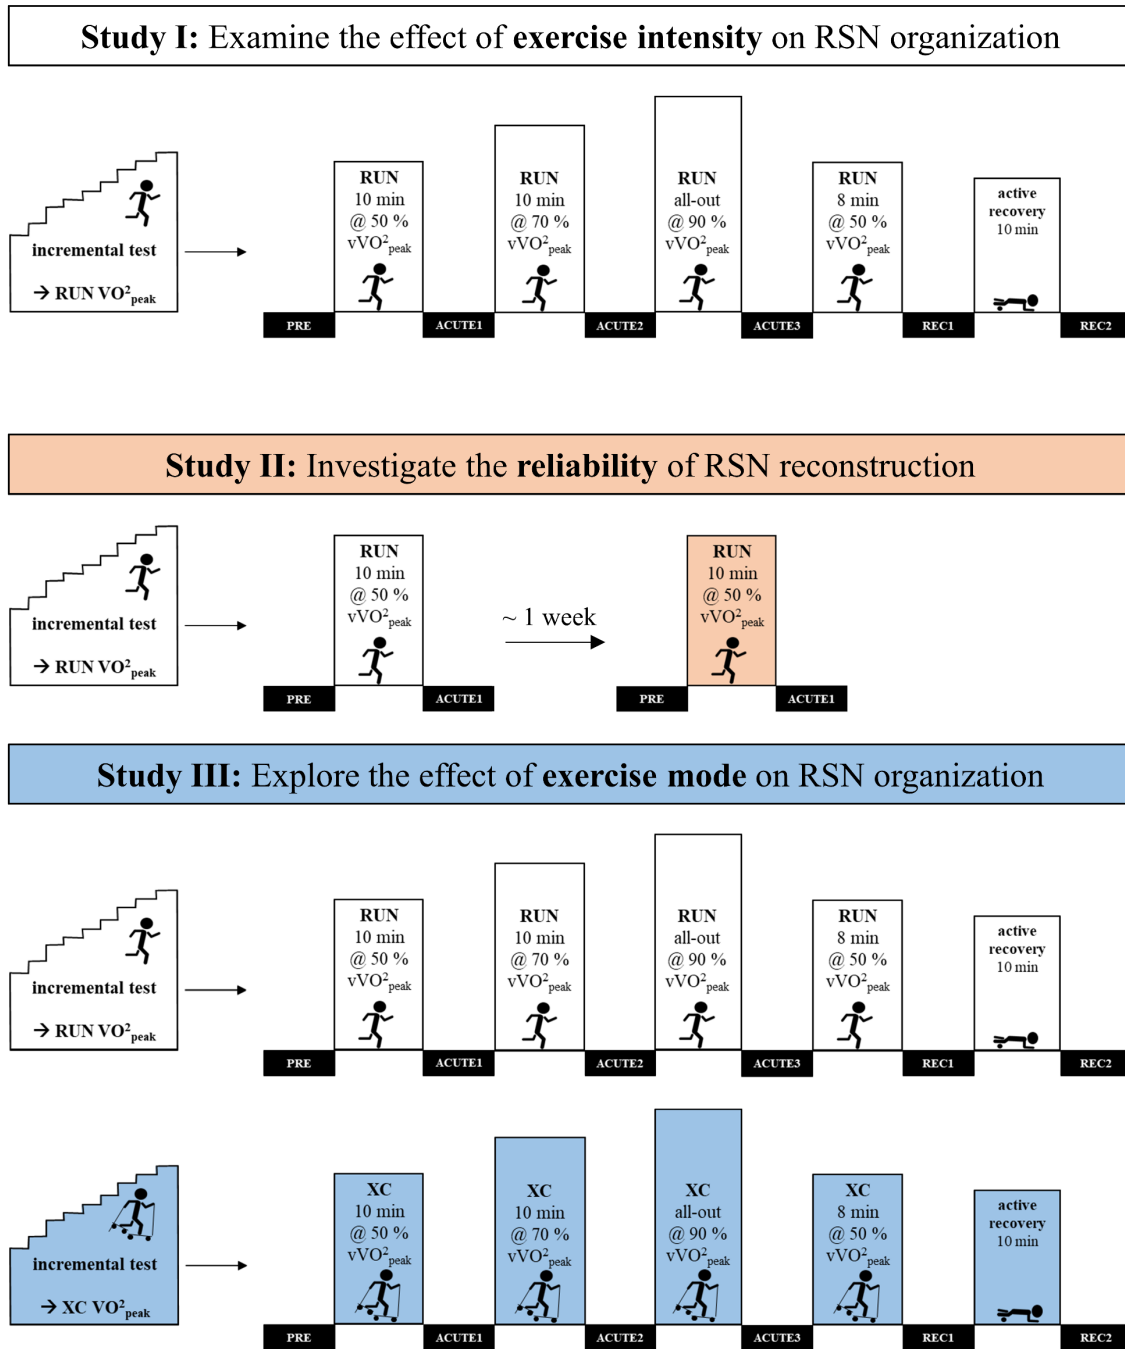 Study I: Examine the effect of exercise intensity on RSN organization
incremental test
→ RUN VO²peak
RUN
10 min
@ 50 %
vVO²peak
RUN
10 min
@ 70 %
vVO²peak
RUN
all-out
@ 90 %
vVO²peak
RUN
8 min
@ 50 %
vVO²peak
active
recovery
10 min
PRE
ACUTE1
ACUTE2
ACUTE3
REC1
REC2
Study II: Investigate the reliability of RSN reconstruction
incremental test
→ RUN VO²peak
RUN
10 min
@ 50 %
vVO²peak
~ 1 week
RUN
10 min
@ 50 %
vVO²peak
PRE
ACUTE1
PRE
ACUTE1
Study III: Explore the effect of exercise mode on RSN organization
incremental test
→ RUN VO²peak
RUN
10 min
@ 50 %
vVO²peak
RUN
10 min
@ 70 %
vVO²peak
RUN
all-out
@ 90 %
vVO²peak
RUN
8 min
@ 50 %
vVO²peak
active
recovery
10 min
PRE
ACUTE1
ACUTE2
ACUTE3
REC1
REC2
incremental test
→ XC VO²peak
XC
10 min
@ 50 %
vVO²peak
XC
10 min
@ 70 %
vVO²peak
XC
all-out
@ 90 %
vVO²peak
XC
8 min
@ 50 %
vVO²peak
active
recovery
10 min
PRE
ACUTE1
ACUTE2
ACUTE3
REC1
REC2